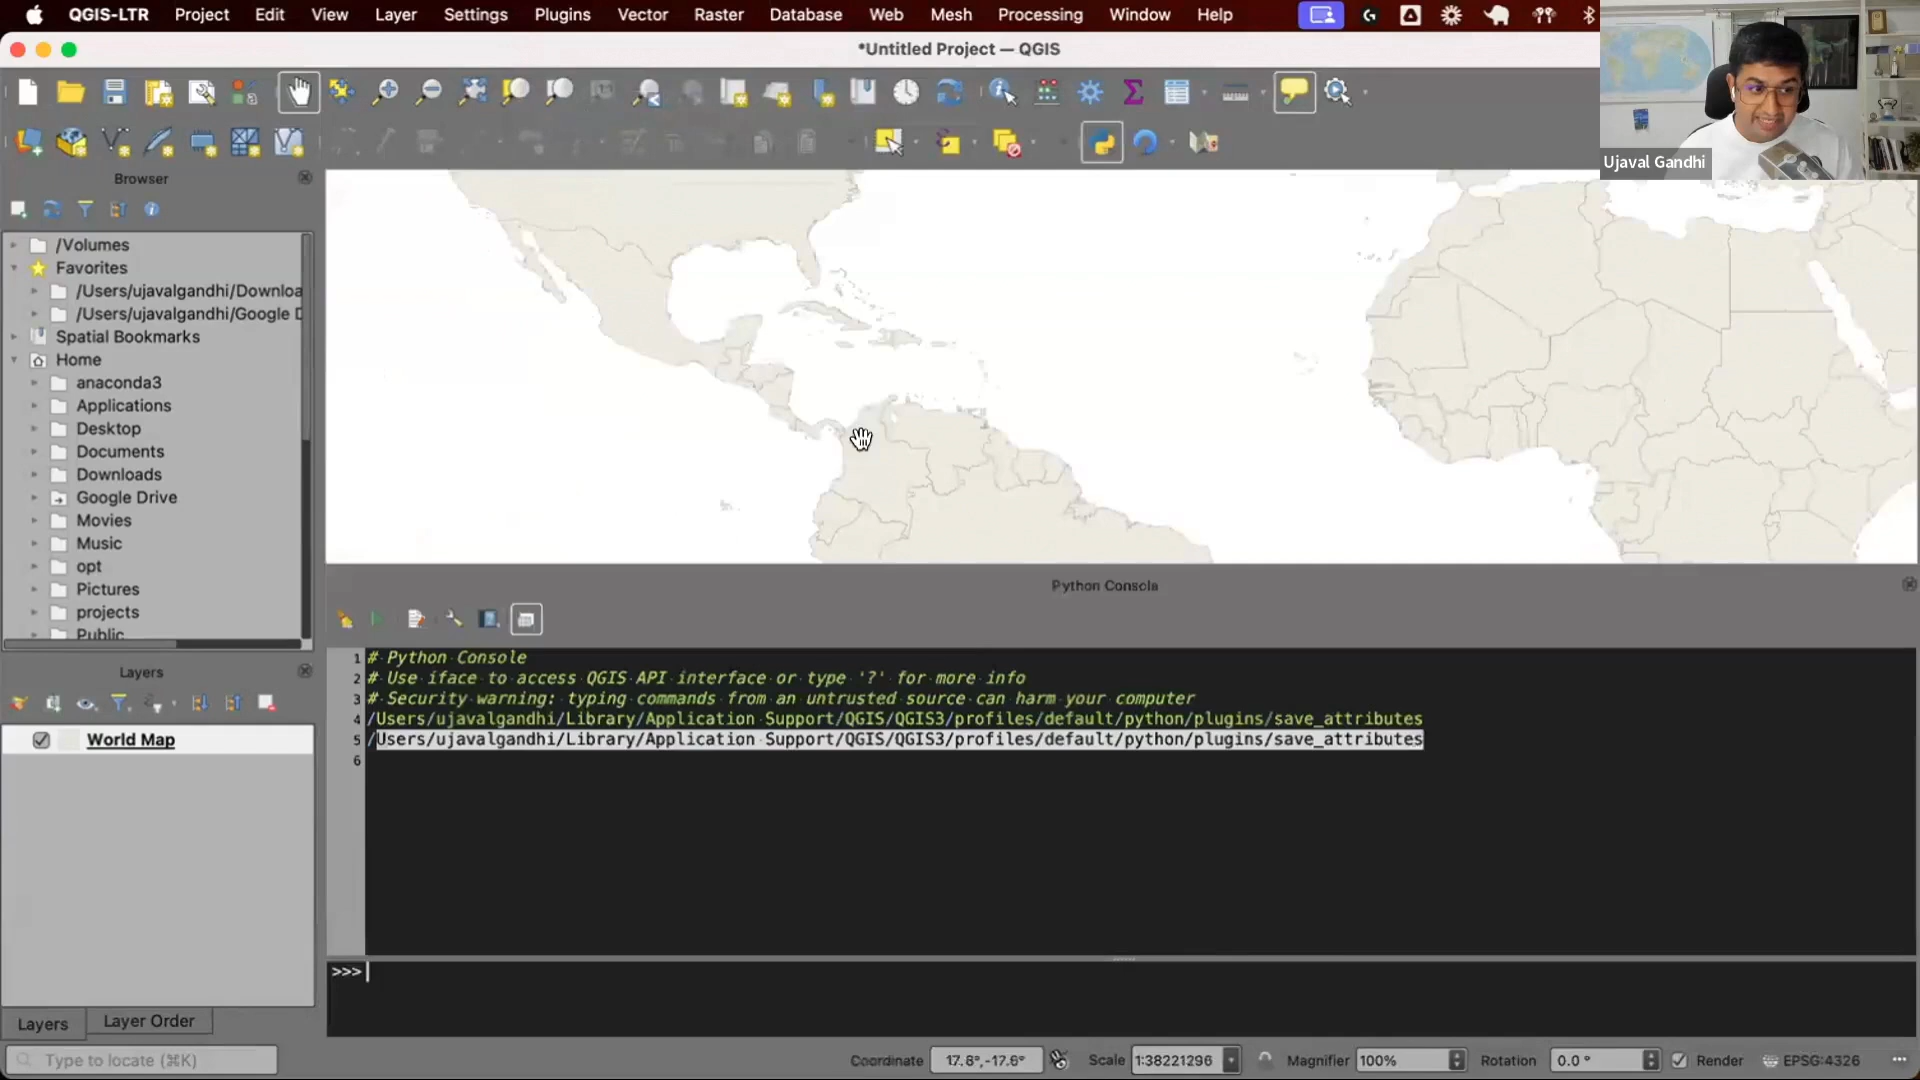 QGIS-LTR Project Edit View Layer Settings Plugins Vector Raster Database Web Mesh Processing Window Help
*Untitled Project — QGIS
Ujaval Gandhi
Browser
/Volumes
Favorites
/Users/ujavalgandhi/Downloa
/Users/ujavalgandhi/Google D
Spatial Bookmarks
Home
anaconda3
Applications
Desktop
Documents
Downloads
Google Drive
Movies
Music
opt
Pictures
projects
Public
Layers
World Map
Layers Layer Order
Type to locate (⌘K)
Python Console
1 # Python Console
2 # Use iface to access QGIS API interface or type '?' for more info
3 # Security warning: typing commands from an untrusted source can harm your computer
4 /Users/ujavalgandhi/Library/Application Support/QGIS/QGIS3/profiles/default/python/plugins/save_attributes
5 /Users/ujavalgandhi/Library/Application Support/QGIS/QGIS3/profiles/default/python/plugins/save_attributes
6
>>>
Coordinate 17.8°,-17.6° Scale 1:38221296 Magnifier 100% Rotation 0.0 ° Render EPSG:4326